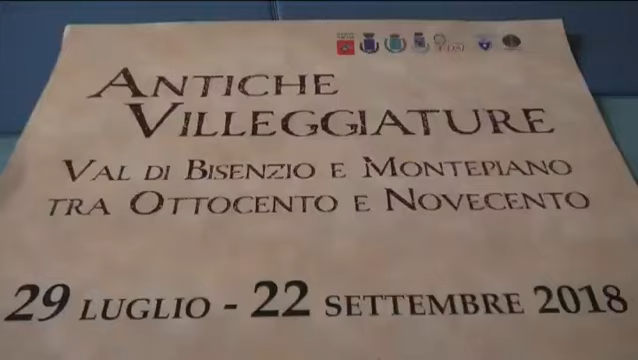 ANTICHE
VILLEGGIATURE
VAL DI BISENZIO E MONTEPIANO
TRA OTTOCENTO E NOVECENTO
29 LUGLIO - 22 SETTEMBRE 2018